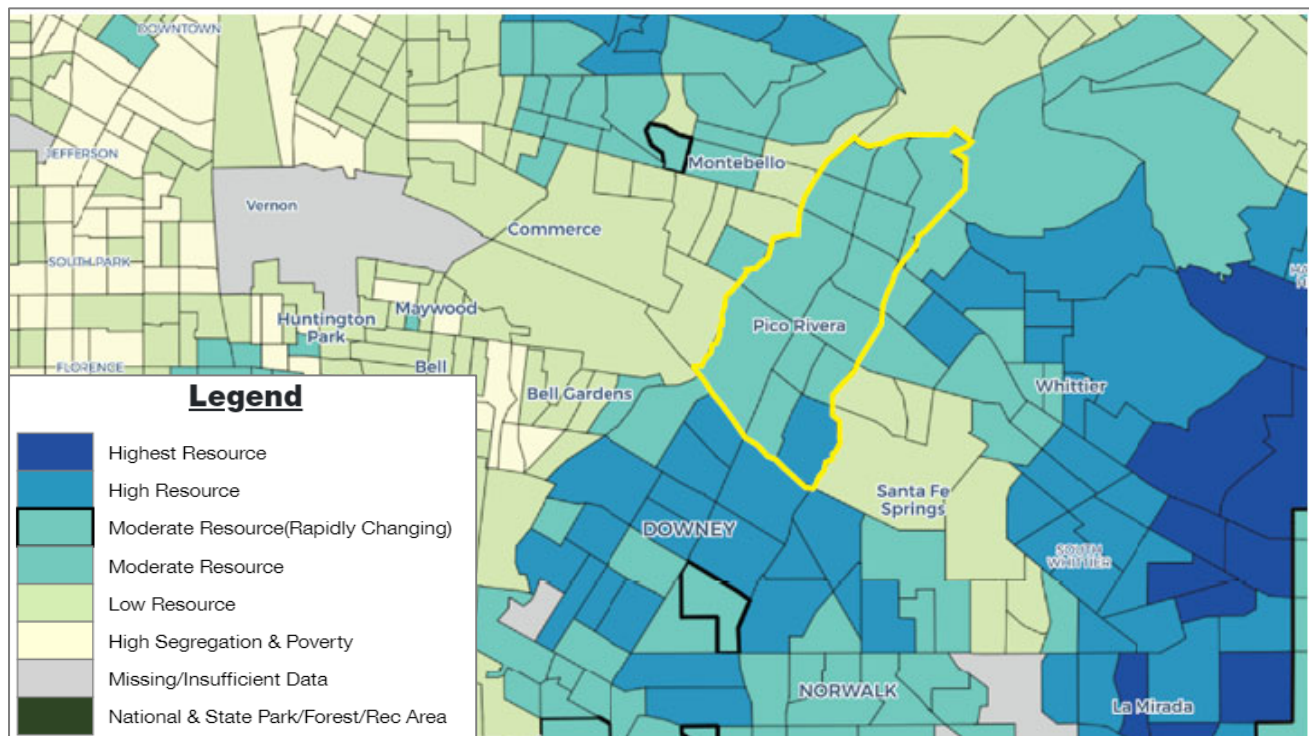 DOWNTOWN
JEFFERSON
Montebello
Vernon
Commerce
SOUTH PARK
Maywood
Huntington
Park
Pico Rivera
FLORENCE
Bell
Bell Gardens
Whittier
Legend
Highest Resource
High Resource
Moderate Resource(Rapidly Changing)
Moderate Resource
Low Resource
High Segregation & Poverty
Missing/Insufficient Data
National & State Park/Forest/Rec Area
Santa Fe
Springs
DOWNEY
SOUTH
WHITTIER
NORWALK
La Mirada